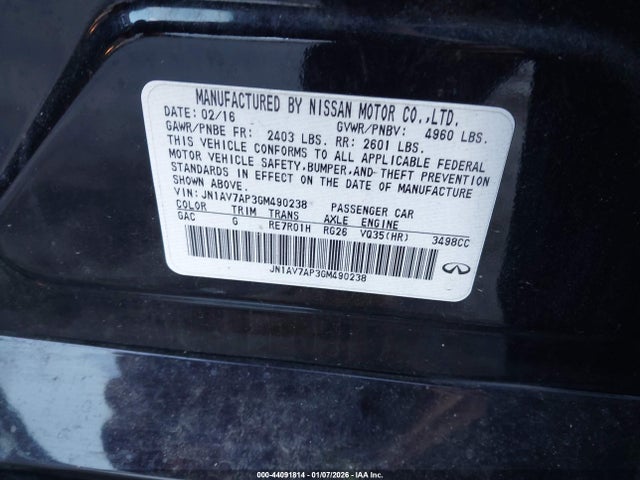 MANUFACTURED BY NISSAN MOTOR CO.,LTD.
DATE: 02/16 GVWR/PNBV: 4960 LBS.
GAWR/PNBE FR: 2403 LBS. RR: 2601 LBS.
THIS VEHICLE CONFORMS TO ALL APPLICABLE FEDERAL
MOTOR VEHICLE SAFETY, BUMPER, AND THEFT PREVENTION
STANDARDS IN EFFECT ON THE DATE OF MANUFACTURE
SHOWN ABOVE.
VIN: JN1AV7AP3GM490238 PASSENGER CAR
COLOR TRIM TRANS AXLE ENGINE
GAC G RE7R01H RG26 VQ35(HR) 3498CC
JN1AV7AP3GM490238
000-44091814 | 01/07/2026 | IAA Inc.